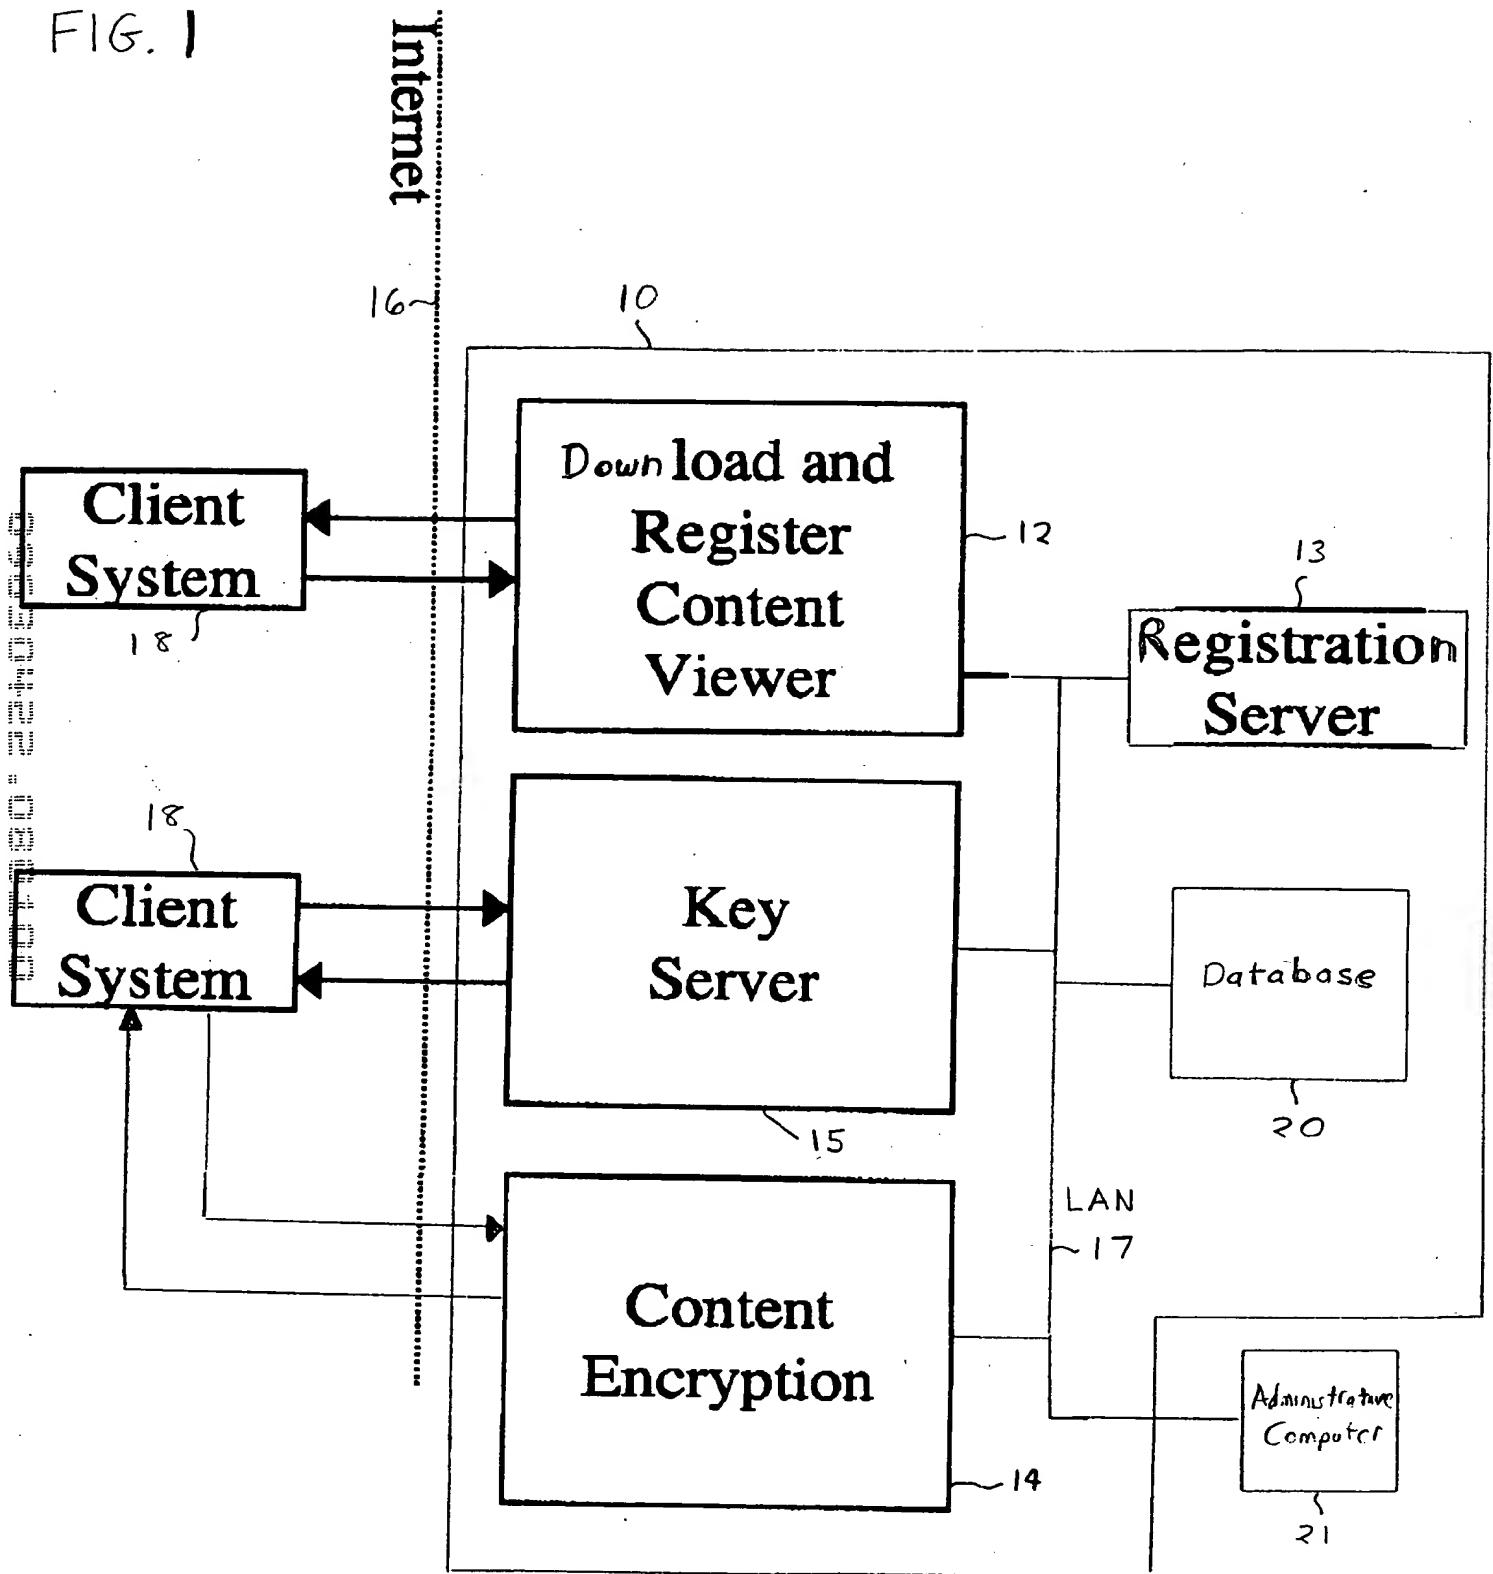 FIG. 1
Internet
16
10
Download and
Register
Content
Viewer
12
Client
System
18
13
Registration
Server
18
Client
System
Key
Server
15
Database
20
LAN
17
Content
Encryption
14
Administrative
Computer
21